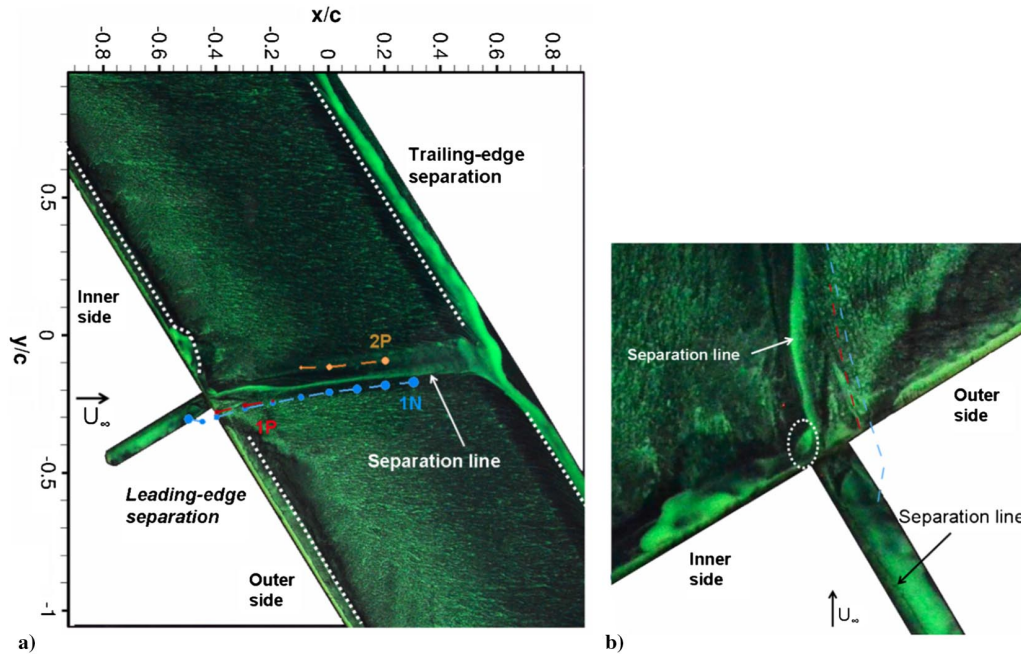 x/c
-0.8
-0.6
-0.4
-0.2
0
0.2
0.4
0.6
0.8
y/c
0.5
0
-0.5
-1
Trailing-edge
separation
Inner
side
2P
1P
1N
U∞
Separation line
Leading-edge
separation
Outer
side
a)
Separation line
Outer
side
Separation line
Inner
side
U∞
b)